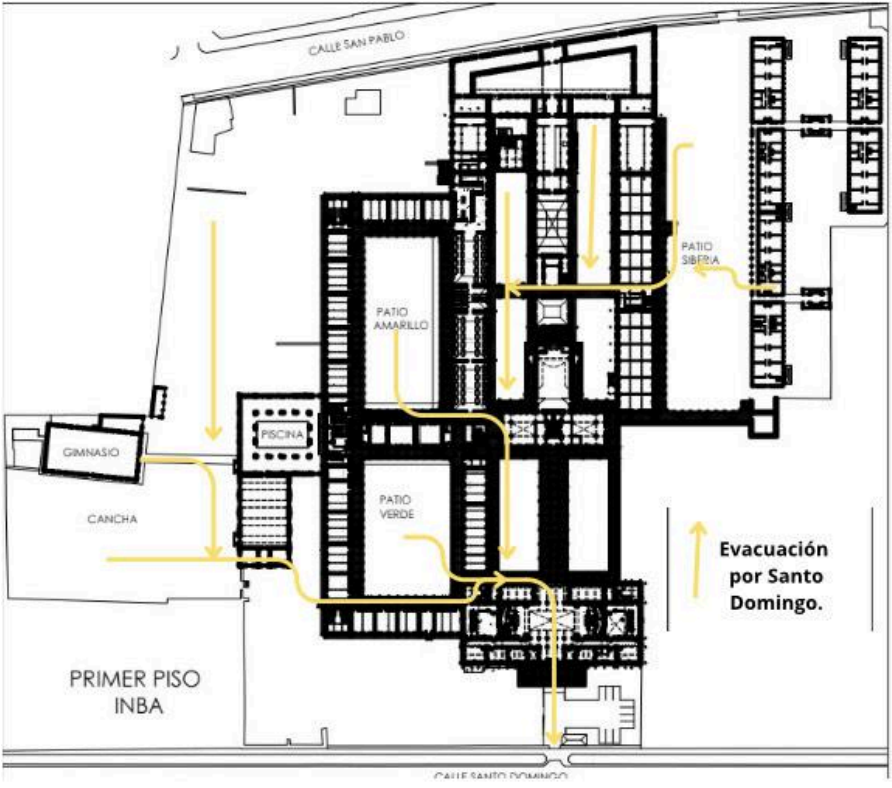 CALLE SAN PABLO
PATIO
SIBERIA
PATIO
AMARILLO
PISCINA
GIMNASIO
CANCHA
PATIO
VERDE
Evacuación
por Santo
Domingo.
PRIMER PISO
INBA
CALLE SANTO DOMINGO